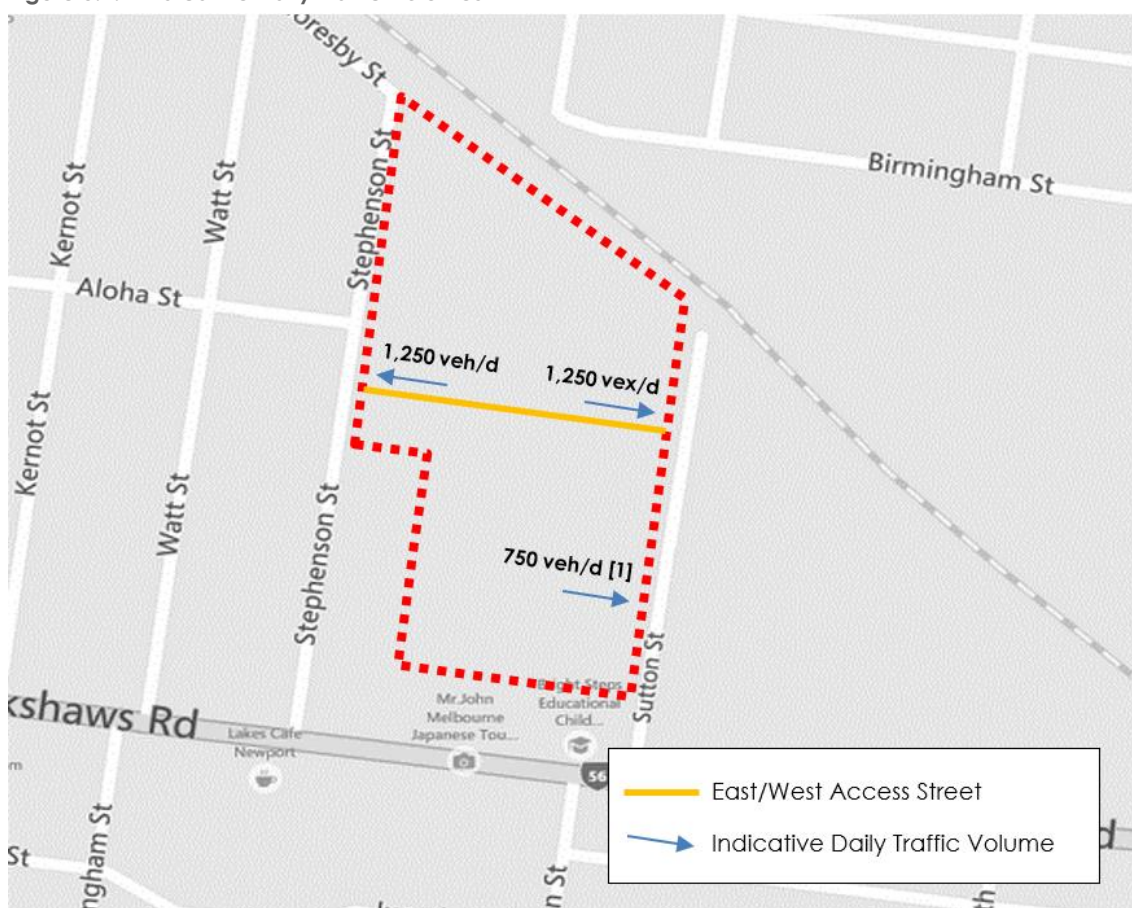 oresby St
Stephenson St
Birmingham St
Kernot St
Watt St
Aloha St
1,250 veh/d
1,250 vex/d
Kernot St
Watt St
Stephenson St
750 veh/d [1]
Sutton St
kshaws Rd
Lakes Cafe
Newport
Mr.John
Melbourne
Japanese Tou...
Bright Steps
Educational
Child...
56
East/West Access Street
Indicative Daily Traffic Volume
d
m
St
ngham St
n St
th